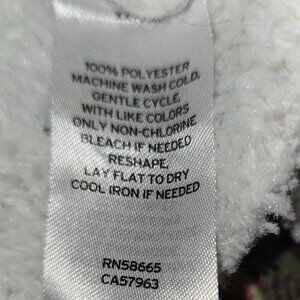 100% POLYESTER
MACHINE WASH COLD,
GENTLE CYCLE,
WITH LIKE COLORS
ONLY NON-CHLORINE
BLEACH IF NEEDED
RESHAPE,
LAY FLAT TO DRY
COOL IRON IF NEEDED
RN58665
CA57963